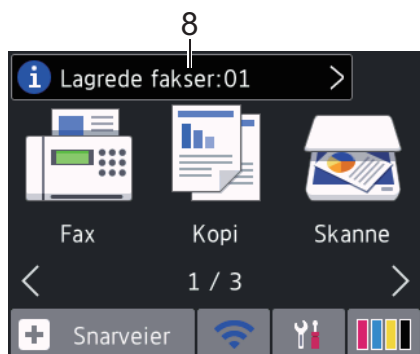 8
i Lagrede fakser:01 >
Fax Kopi Skanne
< 1 / 3 >
+ Snarveier